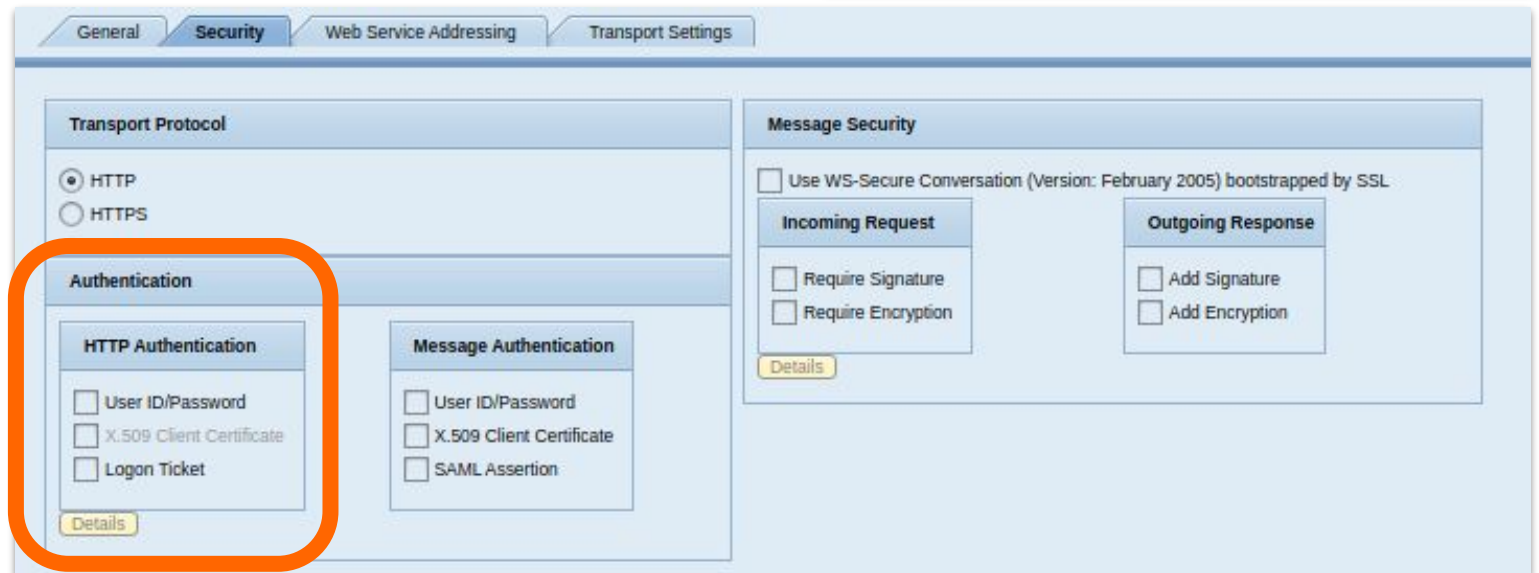 General Security Web Service Addressing Transport Settings
Transport Protocol
HTTP
HTTPS
Authentication
HTTP Authentication
User ID/Password
X.509 Client Certificate
Logon Ticket
Details
Message Authentication
User ID/Password
X.509 Client Certificate
SAML Assertion
Message Security
Use WS-Secure Conversation (Version: February 2005) bootstrapped by SSL
Incoming Request
Require Signature
Require Encryption
Details
Outgoing Response
Add Signature
Add Encryption